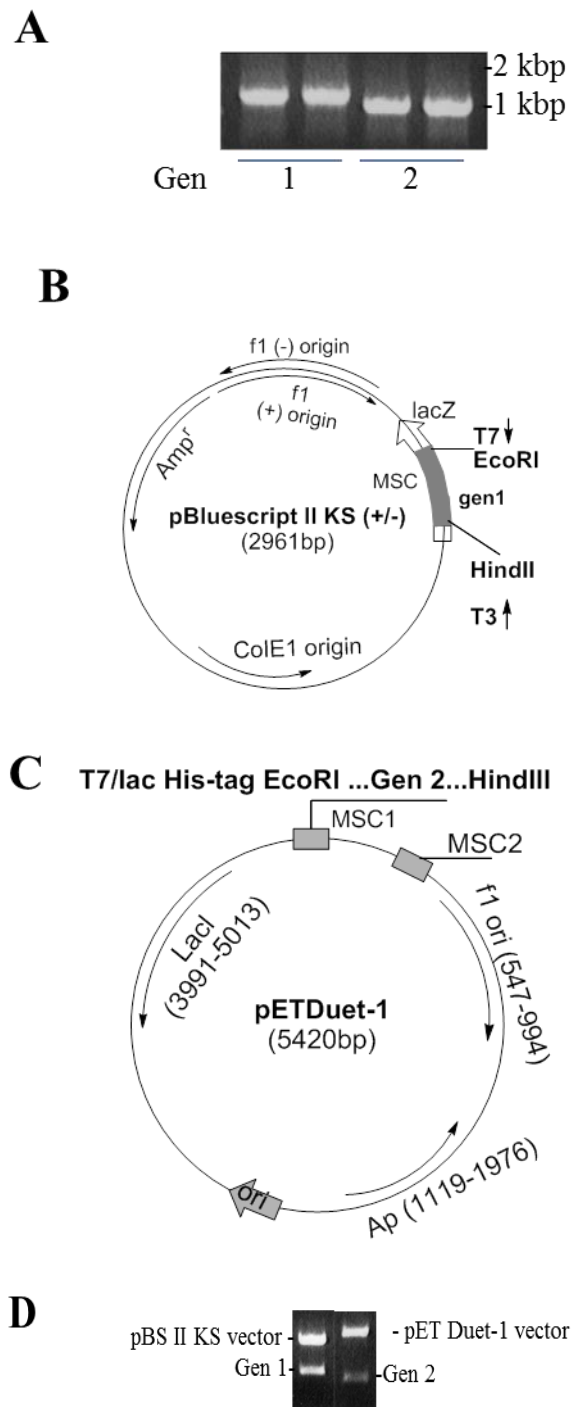 A
-2 kbp
-1 kbp
Gen 1 2
B
f1 (-) origin
f1
(+) origin
lacZ
Ampr
T7
EcoRI
MSC
gen1
pBluescript II KS (+/-)
(2961bp)
HindII
T3
ColE1 origin
C
T7/lac His-tag EcoRI ...Gen 2...HindIII
MSC1
MSC2
LacI
(3991-5013)
f1 ori (547-994)
pETDuet-1
(5420bp)
ori
Ap (1119-1976)
D
pBS II KS vector- - pET Duet-1 vector
Gen 1- -Gen 2